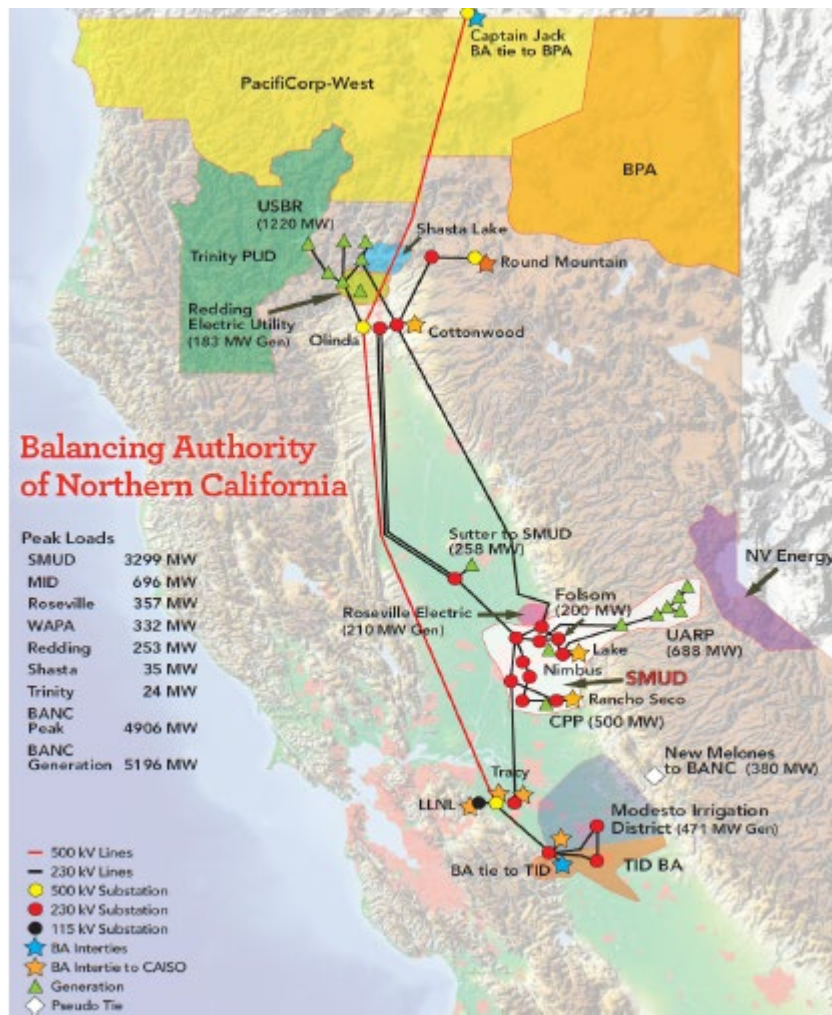 Captain Jack
BA tie to BPA
PacifiCorp-West
BPA
USBR
(1220 MW)
Shasta Lake
Trinity PUD
Round Mountain
Redding
Electric Utility
(183 MW Gen)
Olinda
Cottonwood
Balancing Authority
of Northern California
Peak Loads
SMUD 3299 MW
MID 696 MW
Roseville 357 MW
WAPA 332 MW
Redding 253 MW
Shasta 35 MW
Trinity 24 MW
BANC
Peak 4906 MW
BANC
Generation 5196 MW
Sutter to SMUD
(258 MW)
NV Energy
Folsom
(200 MW)
Roseville Electric
(210 MW Gen)
UARP
(688 MW)
Lake
Nimbus
SMUD
Rancho Seco
CPP (500 MW)
New Melones
to BANC (380 MW)
Tracy
LLNL
Modesto Irrigation
District (471 MW Gen)
BA tie to TID
TID BA
500 kV Lines
230 kV Lines
500 kV Substation
230 kV Substation
115 kV Substation
BA Interties
BA Intertie to CAISO
Generation
Pseudo Tie